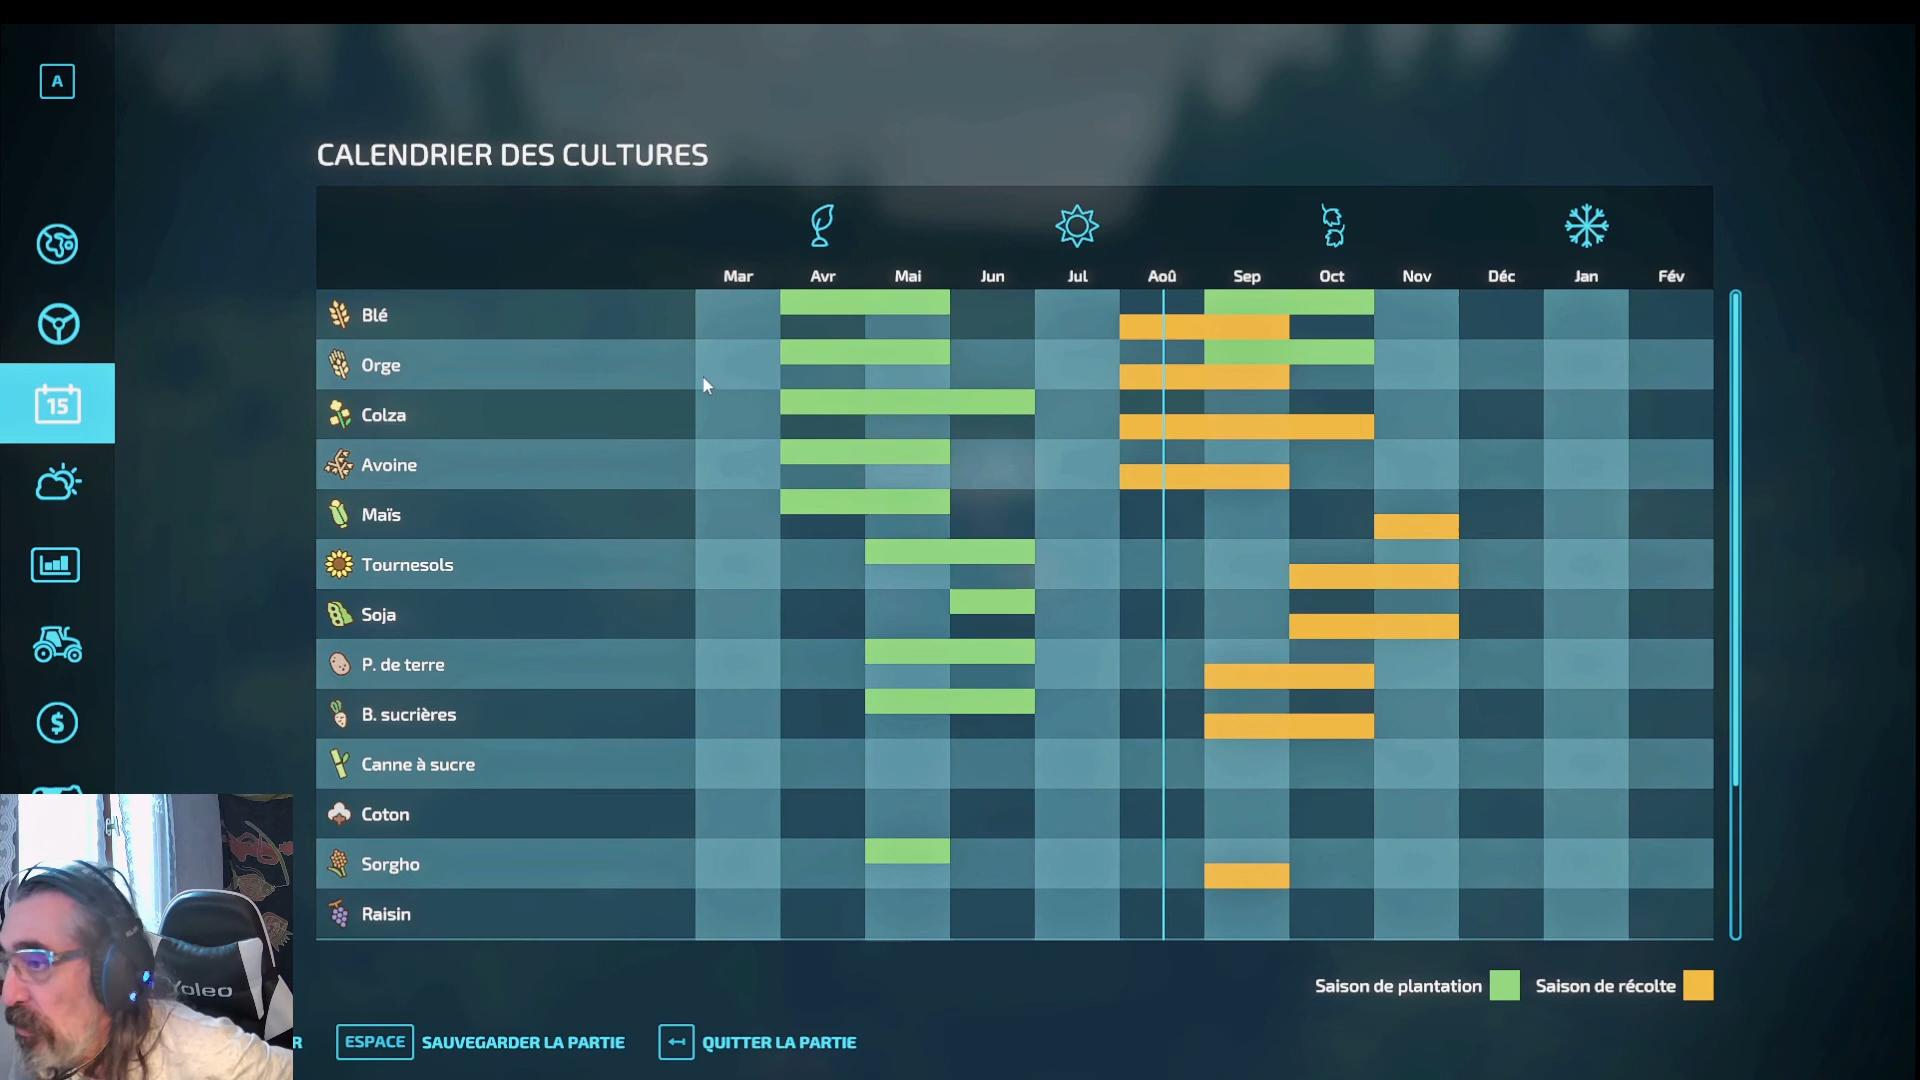 A
CALENDRIER DES CULTURES
Mar Avr Mai Jun Jul Aoû Sep Oct Nov Déc Jan Fév
15
Blé
Orge
Colza
Avoine
Maïs
Tournesols
Soja
P. de terre
B. sucrières
Canne à sucre
Coton
Sorgho
Raisin
$
Yaleo
Saison de plantation Saison de récolte
R ESPACE SAUVEGARDER LA PARTIE QUITTER LA PARTIE